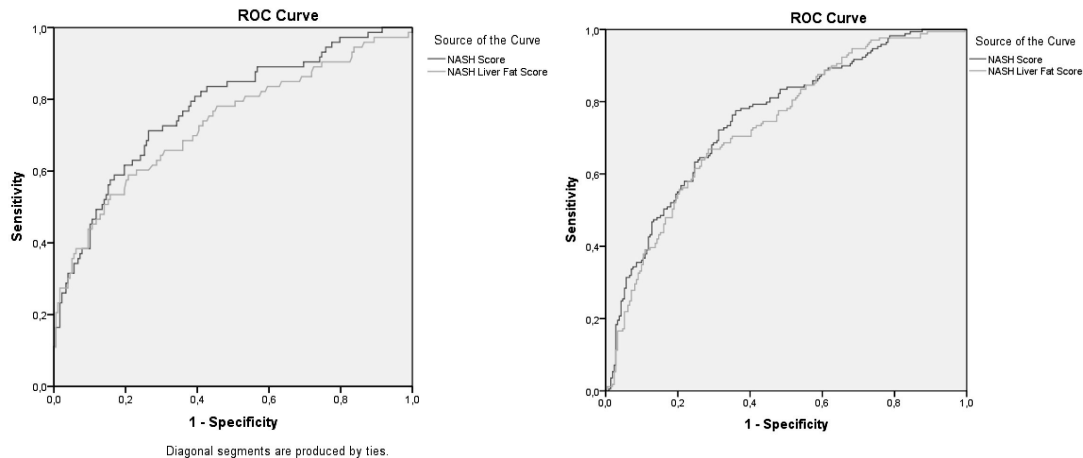 ROC Curve
Source of the Curve
NASH Score
NASH Liver Fat Score
1,0
0,8
0,6
0,4
0,2
0,0
Sensitivity
0,0 0,2 0,4 0,6 0,8 1,0
1 - Specificity
Diagonal segments are produced by ties.
ROC Curve
Source of the Curve
NASH Score
NASH Liver Fat Score
1,0
0,8
0,6
0,4
0,2
0,0
Sensitivity
0,0 0,2 0,4 0,6 0,8 1,0
1 - Specificity